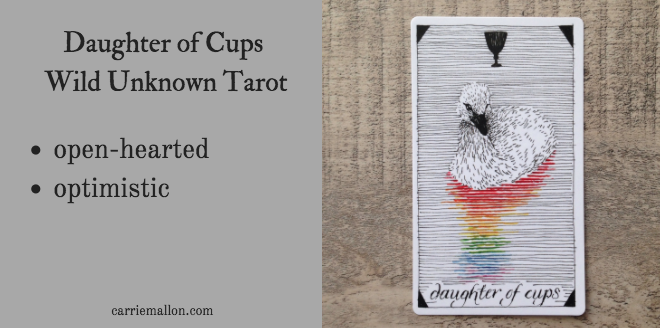 Daughter of Cups
Wild Unknown Tarot
open-hearted
optimistic
carriemallon.com
daughter of cups